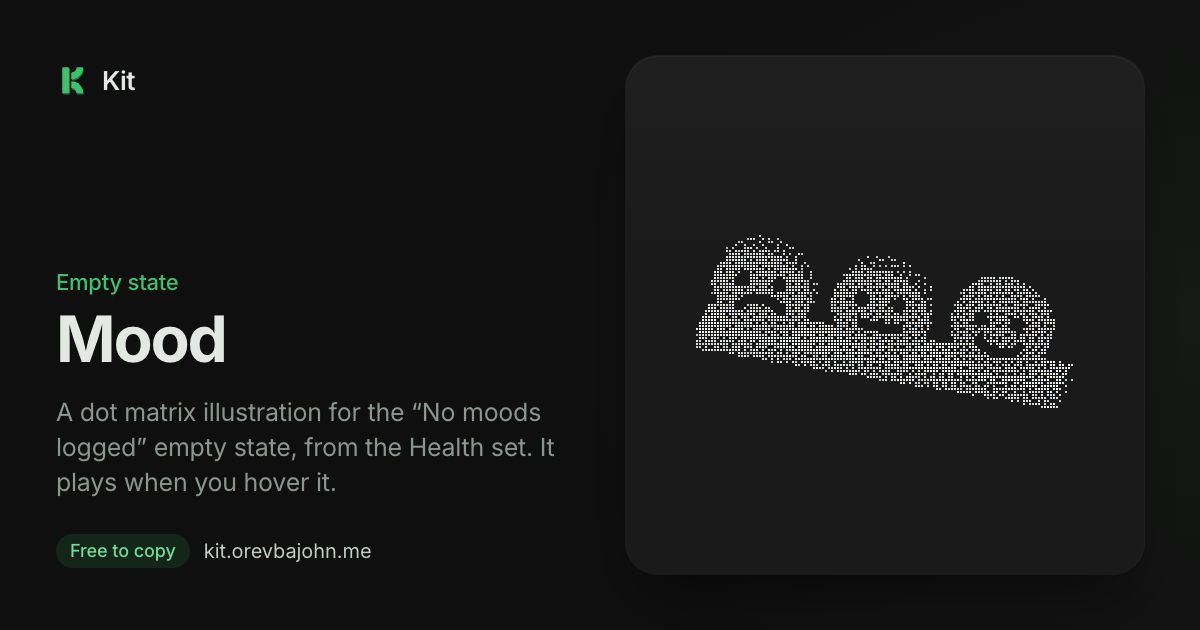 Kit
Empty state
Mood
A dot matrix illustration for the “No moods
logged” empty state, from the Health set. It
plays when you hover it.
Free to copy
kit.orevbajohn.me